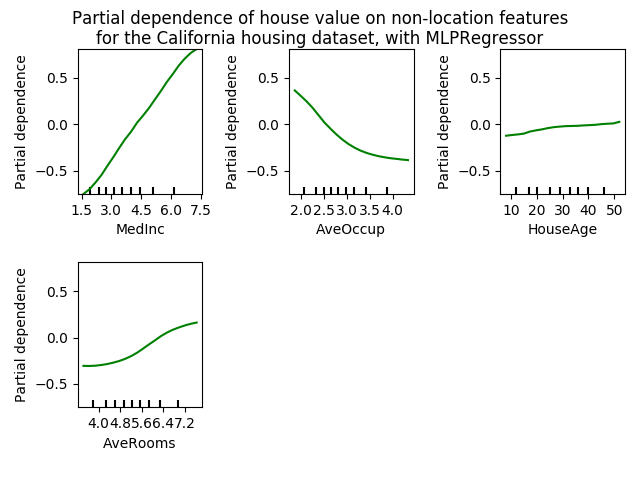 Partial dependence of house value on non-location features
for the California housing dataset, with MLPRegressor
Partial dependence
0.5
0.0
−0.5
1.5 3.0 4.5 6.0 7.5
MedInc
Partial dependence
0.5
0.0
−0.5
2.0 2.5 3.0 3.5 4.0
AveOccup
Partial dependence
0.5
0.0
−0.5
10 20 30 40 50
HouseAge
Partial dependence
0.5
0.0
−0.5
4.0 4.8 5.6 6.4 7.2
AveRooms